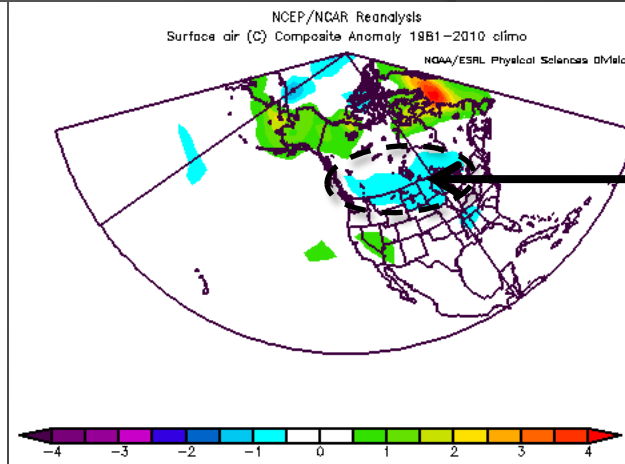 NCEP/NCAR Reanalysis
Surface air (C) Composite Anomaly 1981-2010 climo
NOAA/ESRL Physical Sciences Divisio
-4 -3 -2 -1 0 1 2 3 4